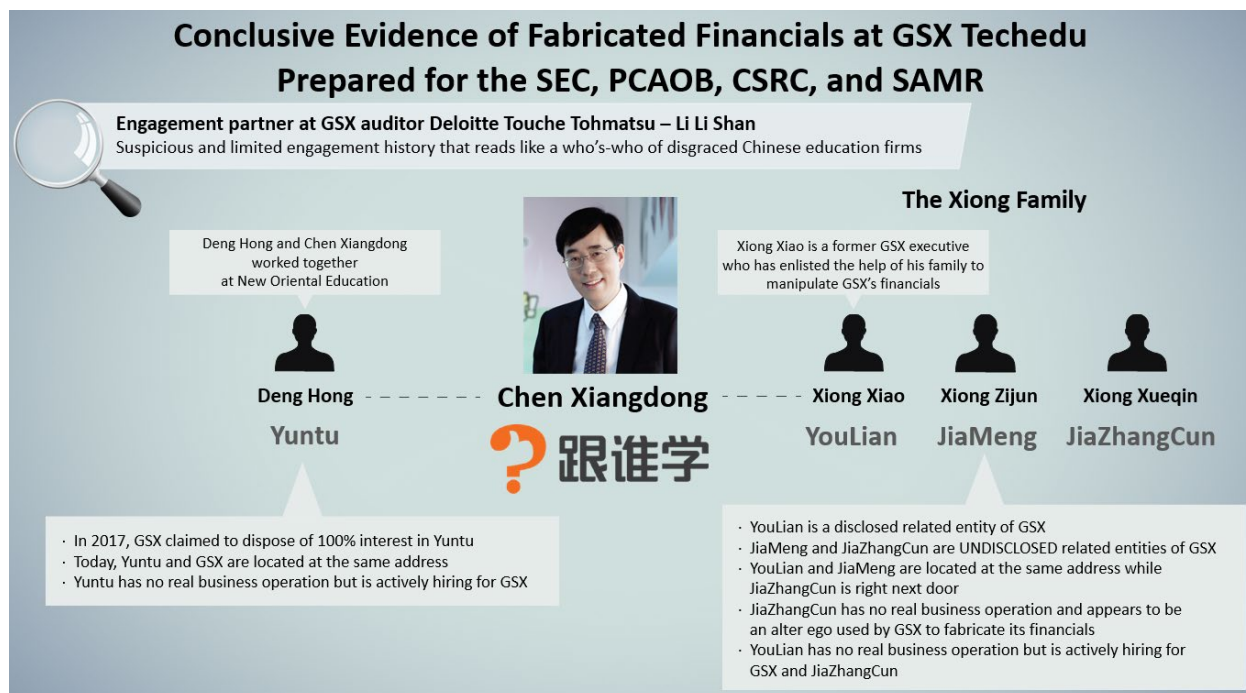 Conclusive Evidence of Fabricated Financials at GSX Techedu
Prepared for the SEC, PCAOB, CSRC, and SAMR
Engagement partner at GSX auditor Deloitte Touche Tohmatsu – Li Li Shan
Suspicious and limited engagement history that reads like a who's-who of disgraced Chinese education firms
The Xiong Family
Deng Hong and Chen Xiangdong
worked together
at New Oriental Education
Xiong Xiao is a former GSX executive
who has enlisted the help of his family to
manipulate GSX's financials
Deng Hong
Chen Xiangdong
Xiong Xiao
Xiong Zijun
Xiong Xueqin
Yuntu
跟谁学
YouLian
JiaMeng
JiaZhangCun
· In 2017, GSX claimed to dispose of 100% interest in Yuntu
· Today, Yuntu and GSX are located at the same address
· Yuntu has no real business operation but is actively hiring for GSX
· YouLian is a disclosed related entity of GSX
· JiaMeng and JiaZhangCun are UNDISCLOSED related entities of GSX
· YouLian and JiaMeng are located at the same address while
JiaZhangCun is right next door
· JiaZhangCun has no real business operation and appears to be
an alter ego used by GSX to fabricate its financials
· YouLian has no real business operation but is actively hiring for
GSX and JiaZhangCun